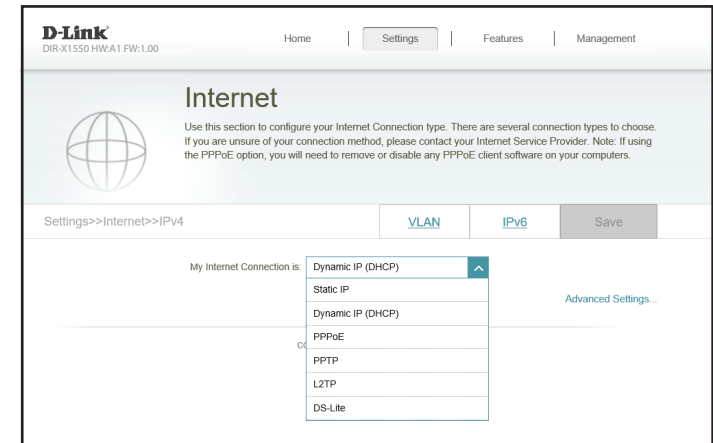 D-Link
DIR-X1550 HW:A1 FW:1.00
Home
Settings
Features
Management
Internet
Use this section to configure your Internet Connection type. There are several connection types to choose.
If you are unsure of your connection method, please contact your Internet Service Provider. Note: If using
the PPPoE option, you will need to remove or disable any PPPoE client software on your computers.
Settings>>Internet>>IPv4
VLAN
IPv6
Save
My Internet Connection is:
Dynamic IP (DHCP)
Static IP
Dynamic IP (DHCP)
PPPoE
PPTP
L2TP
DS-Lite
Advanced Settings...